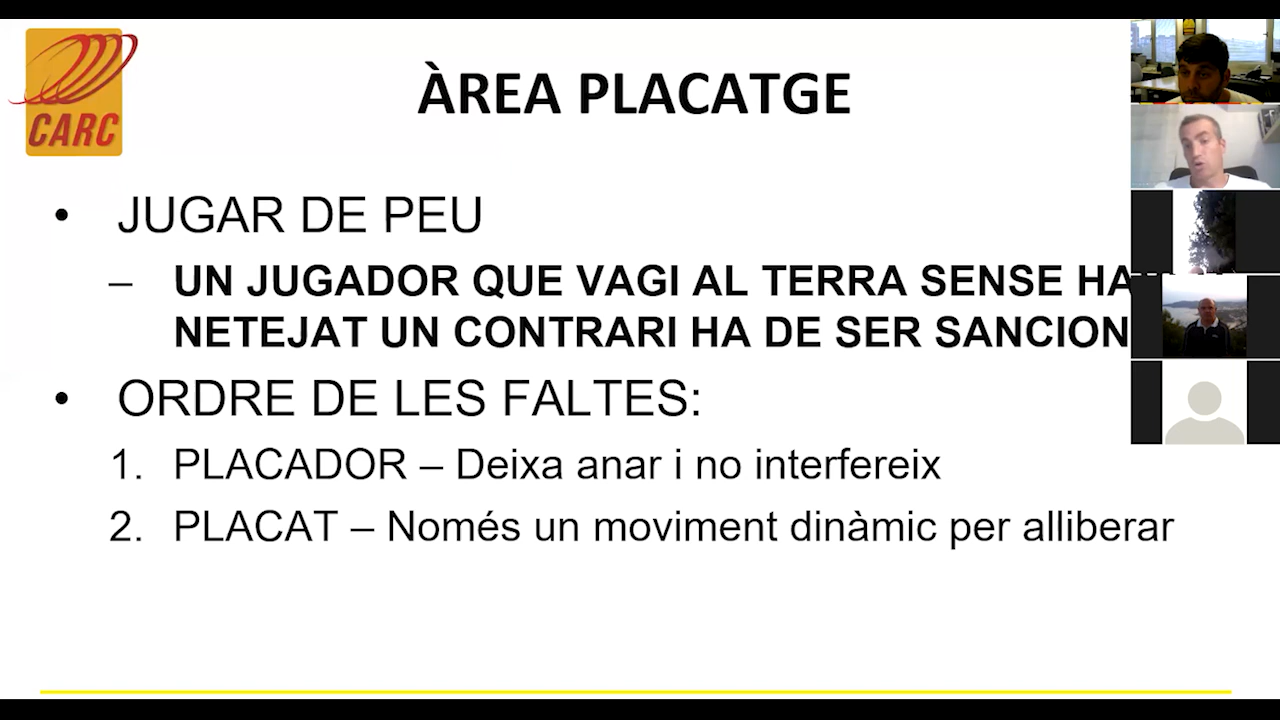 CARC
ÀREA PLACATGE
• JUGAR DE PEU
– UN JUGADOR QUE VAGI AL TERRA SENSE
NETEJAT UN CONTRARI HA DE SER
• ORDRE DE LES FALTES:
1. PLACADOR – Deixa anar i no interfereix
2. PLACAT – Només un moviment dinàmic per alliberar